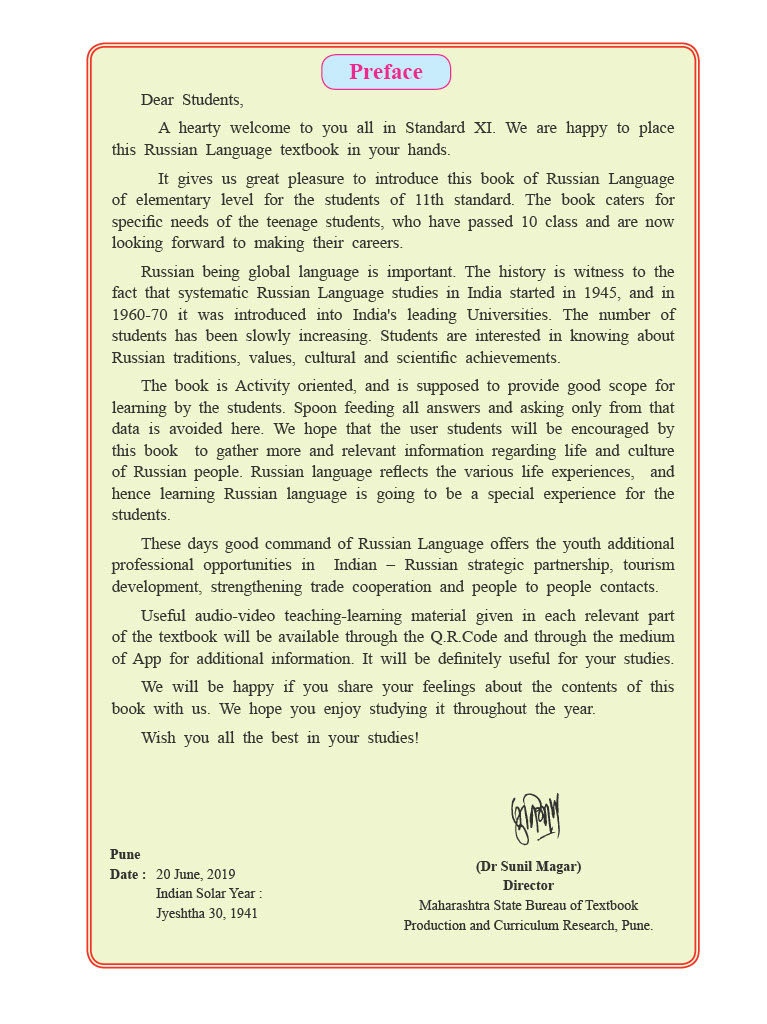 Preface
Dear Students,
A hearty welcome to you all in Standard XI. We are happy to place
this Russian Language textbook in your hands.
It gives us great pleasure to introduce this book of Russian Language
of elementary level for the students of 11th standard. The book caters for
specific needs of the teenage students, who have passed 10 class and are now
looking forward to making their careers.
Russian being global language is important. The history is witness to the
fact that systematic Russian Language studies in India started in 1945, and in
1960-70 it was introduced into India's leading Universities. The number of
students has been slowly increasing. Students are interested in knowing about
Russian traditions, values, cultural and scientific achievements.
The book is Activity oriented, and is supposed to provide good scope for
learning by the students. Spoon feeding all answers and asking only from that
data is avoided here. We hope that the user students will be encouraged by
this book to gather more and relevant information regarding life and culture
of Russian people. Russian language reflects the various life experiences, and
hence learning Russian language is going to be a special experience for the
students.
These days good command of Russian Language offers the youth additional
professional opportunities in Indian – Russian strategic partnership, tourism
development, strengthening trade cooperation and people to people contacts.
Useful audio-video teaching-learning material given in each relevant part
of the textbook will be available through the Q.R.Code and through the medium
of App for additional information. It will be definitely useful for your studies.
We will be happy if you share your feelings about the contents of this
book with us. We hope you enjoy studying it throughout the year.
Wish you all the best in your studies!
Pune
Date : 20 June, 2019
Indian Solar Year :
Jyeshtha 30, 1941
(Dr Sunil Magar)
Director
Maharashtra State Bureau of Textbook
Production and Curriculum Research, Pune.